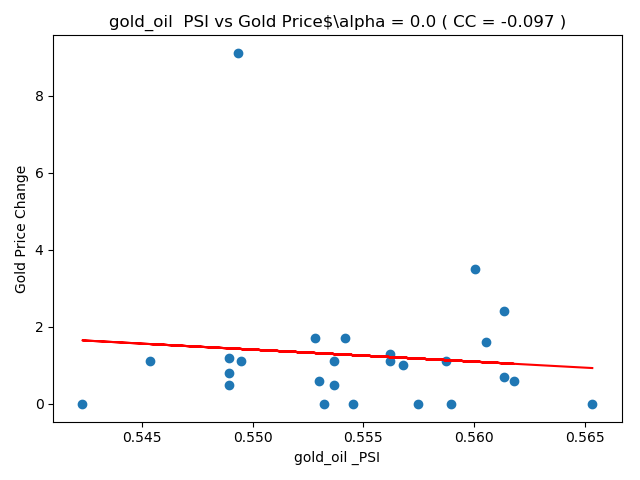 gold_oil  PSI vs Gold Price$\alpha = 0.0 ( CC = -0.097 )
Gold Price Change
8
6
4
2
0
0.545 0.550 0.555 0.560 0.565
gold_oil _PSI